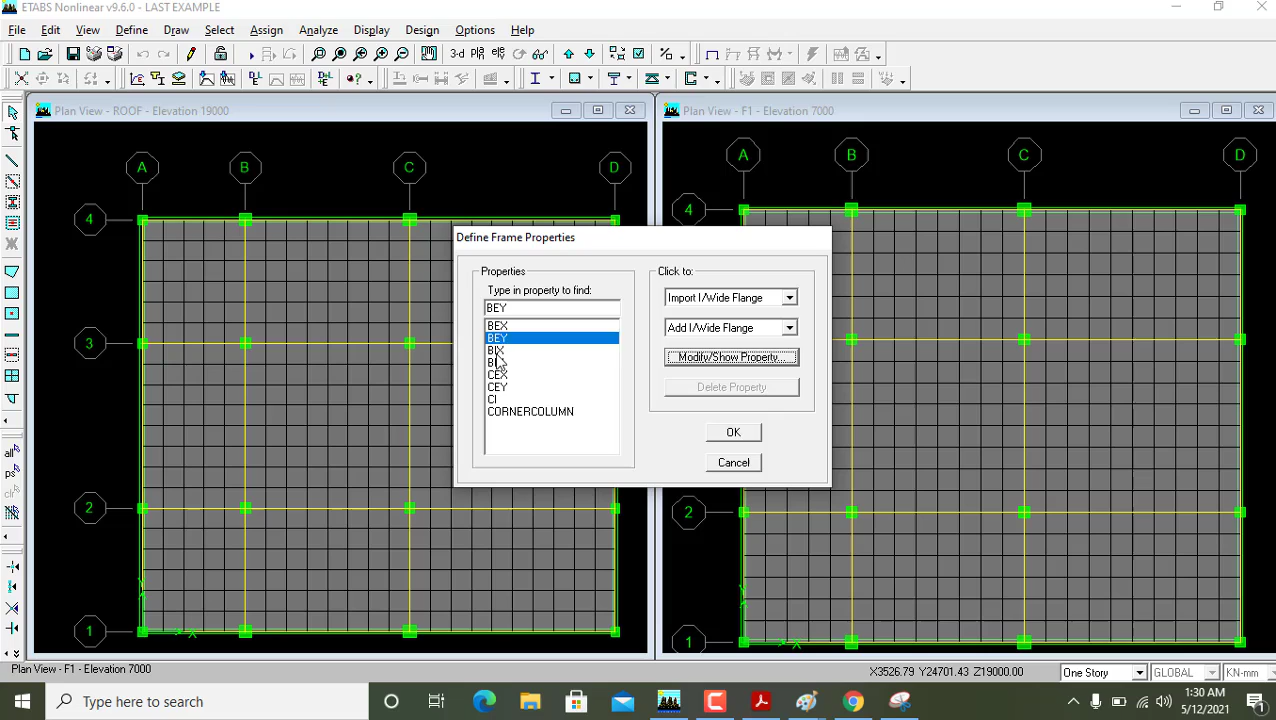 ETABS Nonlinear v9.6.0 - LAST EXAMPLE
File Edit View Define Draw Select Assign Analyze Display Design Options Help
3-d
Plan View - ROOF - Elevation 19000
Plan View - F1 - Elevation 7000
A B C D
A B C D
4
3
2
1
4
2
1
Define Frame Properties
Properties
Type in property to find:
BEY
BEX
BEY
BIX
CEX
CEY
CI
CORNERCOLUMN
Click to:
Import I/Wide Flange
Add I/Wide Flange
Modify/Show Property...
Delete Property
OK
Cancel
all
ps
clr
Y
X
X
Plan View - F1 - Elevation 7000
X3526.79 Y24701.43 Z19000.00
One Story
GLOBAL
KN-mm
Type here to search
1:30 AM
5/12/2021